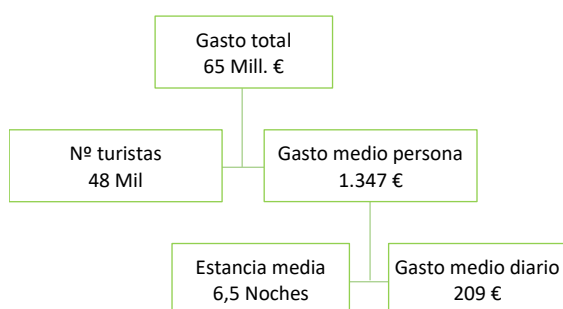 Gasto total
65 Mill. €
Nº turistas
48 Mil
Gasto medio persona
1.347 €
Estancia media
6,5 Noches
Gasto medio diario
209 €